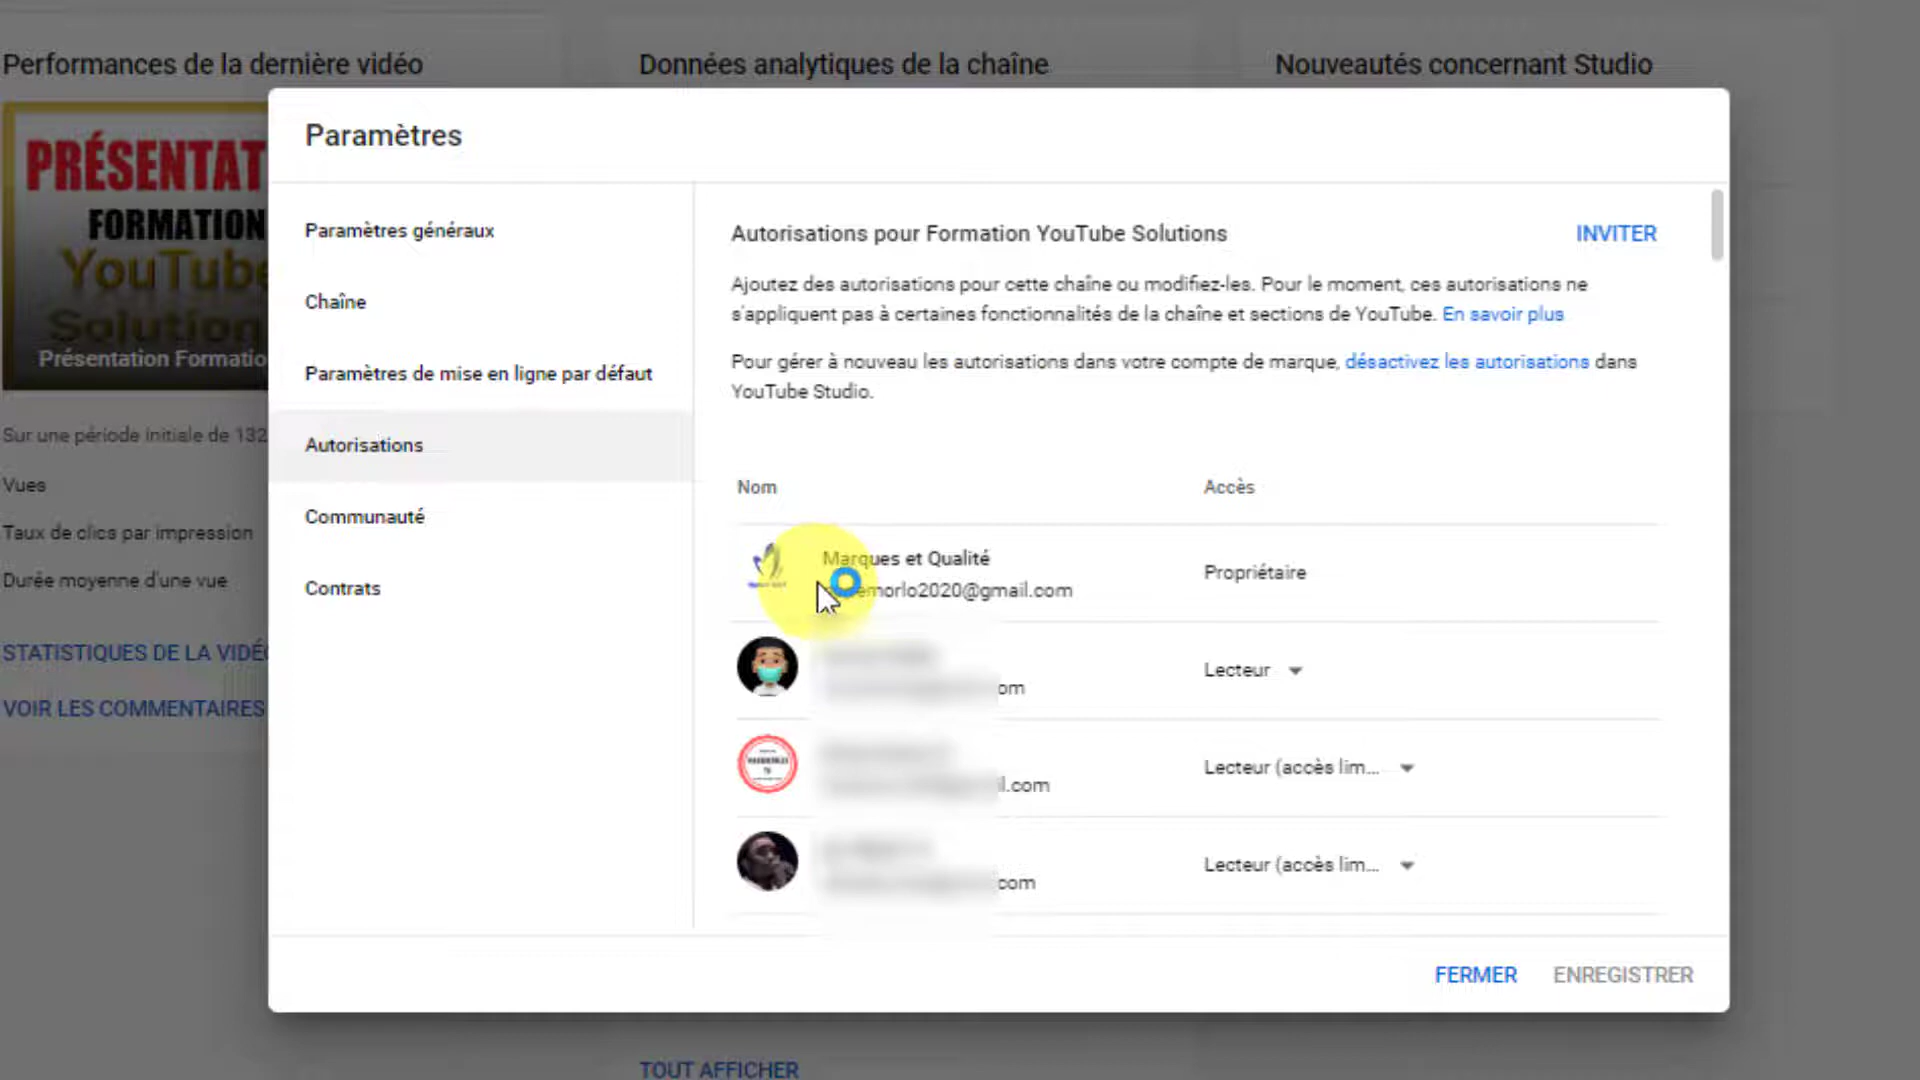 Performances de la dernière vidéo
Données analytiques de la chaîne
Nouveautés concernant Studio
PRÉSENTAT
FORMATION
YouTube
Solution
Présentation Formatio
Sur une période initiale de 132
Vues
Taux de clics par impression
Durée moyenne d'une vue
STATISTIQUES DE LA VIDÉO
VOIR LES COMMENTAIRES
Paramètres
Paramètres généraux
Chaîne
Paramètres de mise en ligne par défaut
Autorisations
Communauté
Contrats
Autorisations pour Formation YouTube Solutions
INVITER
Ajoutez des autorisations pour cette chaîne ou modifiez-les. Pour le moment, ces autorisations ne
s'appliquent pas à certaines fonctionnalités de la chaîne et sections de YouTube. En savoir plus
Pour gérer à nouveau les autorisations dans votre compte de marque, désactivez les autorisations dans
YouTube Studio.
Nom
Accès
Marques et Qualité
emorlo2020@gmail.com
Propriétaire
om
Lecteur
l.com
Lecteur (accès lim...
com
Lecteur (accès lim...
FERMER
ENREGISTRER
TOUT AFFICHER